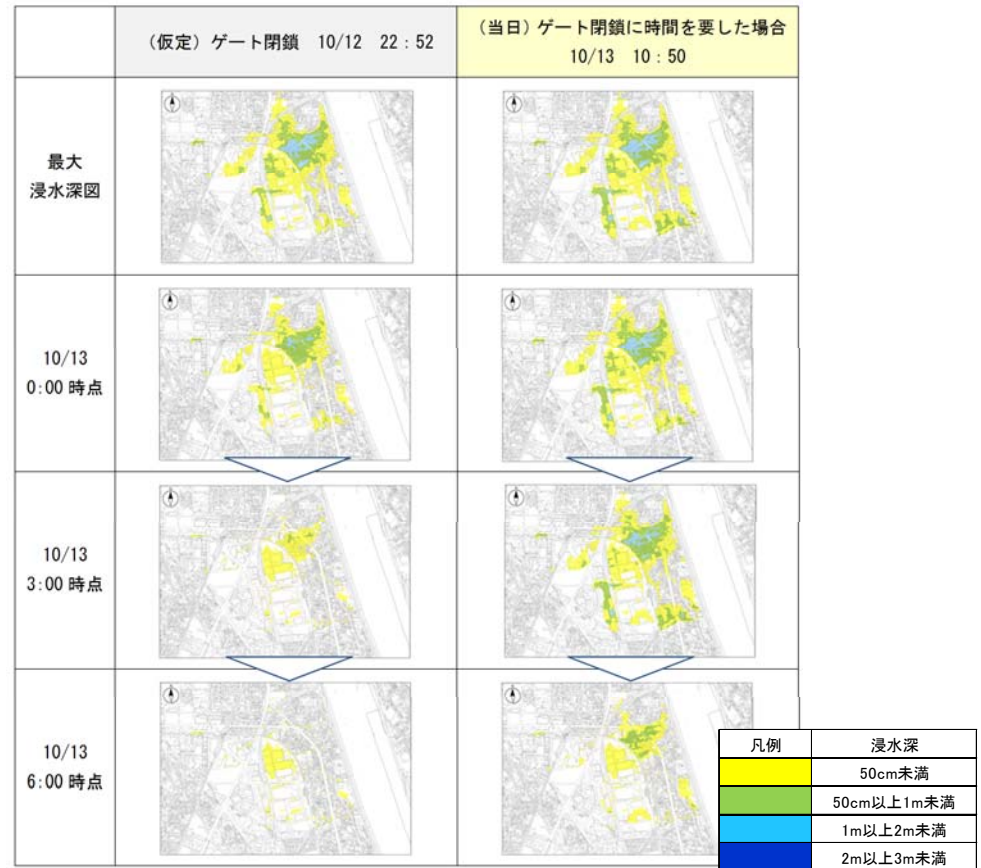 (仮定) ゲート閉鎖 10/12 22:52
(当日) ゲート閉鎖に時間を要した場合
10/13 10:50
最大
浸水深図
10/13
0:00 時点
10/13
3:00 時点
10/13
6:00 時点
凡例 浸水深
50cm未満
50cm以上1m未満
1m以上2m未満
2m以上3m未満